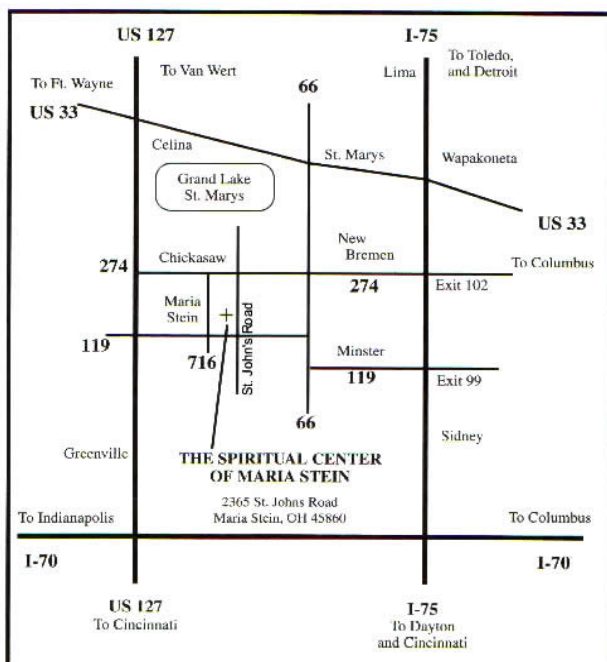 US 127
I-75
To Van Wert
To Toledo,
and Detroit
Lima
To Ft. Wayne
66
US 33
Celina
St. Marys
Wapakoneta
Grand Lake
St. Marys
US 33
274
Chickasaw
New
Bremen
To Columbus
274
Exit 102
Maria
Stein
St. John's Road
119
716
Minster
119
Exit 99
66
Sidney
Greenville
THE SPIRITUAL CENTER
OF MARIA STEIN
2365 St. Johns Road
Maria Stein, OH 45860
To Indianapolis
To Columbus
I-70
I-70
US 127
To Cincinnati
I-75
To Dayton
and Cincinnati